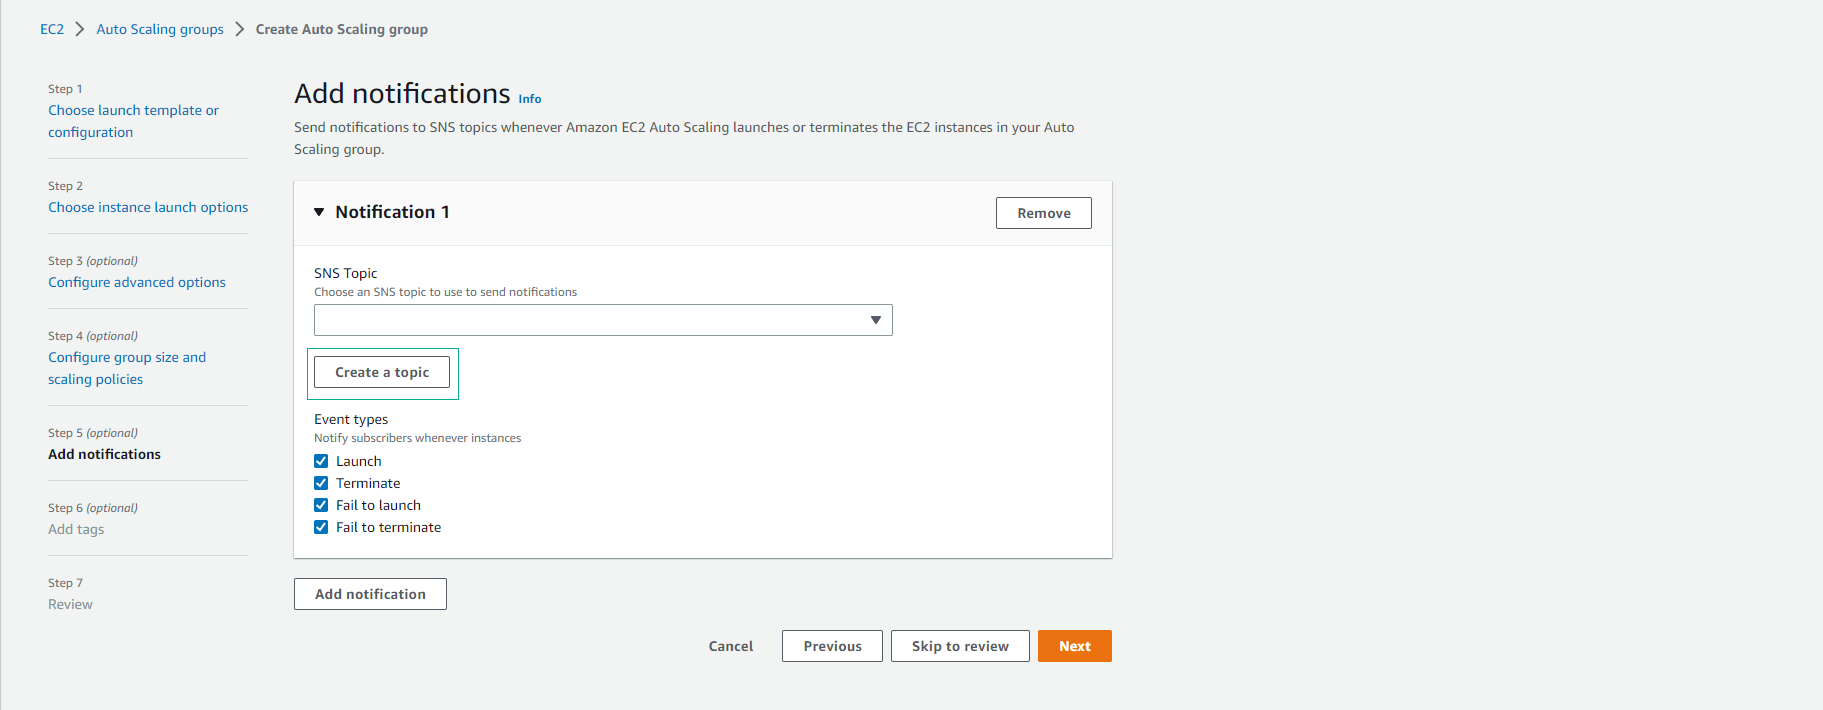 EC2 Auto Scaling groups Create Auto Scaling group
Step 1
Choose launch template or
configuration
Step 2
Choose instance launch options
Step 3 (optional)
Configure advanced options
Step 4 (optional)
Configure group size and
scaling policies
Step 5 (optional)
Add notifications
Step 6 (optional)
Add tags
Step 7
Review
Add notifications Info
Send notifications to SNS topics whenever Amazon EC2 Auto Scaling launches or terminates the EC2 instances in your Auto
Scaling group.
Notification 1
Remove
SNS Topic
Choose an SNS topic to use to send notifications
Create a topic
Event types
Notify subscribers whenever instances
Launch
Terminate
Fail to launch
Fail to terminate
Add notification
Cancel Previous Skip to review Next